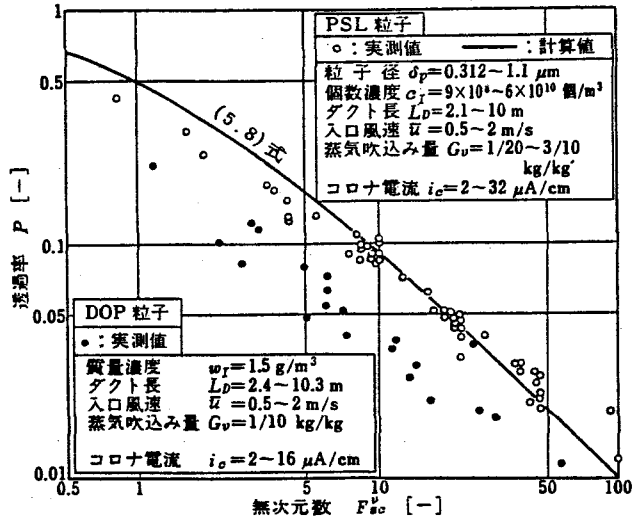 PSL 粒子
○:実測値 ——:計算値
粒子径 δp=0.312~1.1 μm
個数濃度 cI=9×10⁸~6×10¹⁰ 個/m³
ダクト長 LD=2.1~10 m
入口風速 ū=0.5~2 m/s
蒸気吹込み量 Gv=1/20~3/10
kg/kg′
コロナ電流 ic=2~32 μA/cm
(5・8)式
DOP 粒子
●:実測値
質量濃度 wI=1.5 g/m³
ダクト長 LD=2.4~10.3 m
入口風速 ū=0.5~2 m/s
蒸気吹込み量 Gv=1/10 kg/kg
コロナ電流 ic=2~16 μA/cm
透過率 P [-]
1
0.5
0.1
0.05
0.01
0.5 1 5 10 50 100
無次元数 [-]